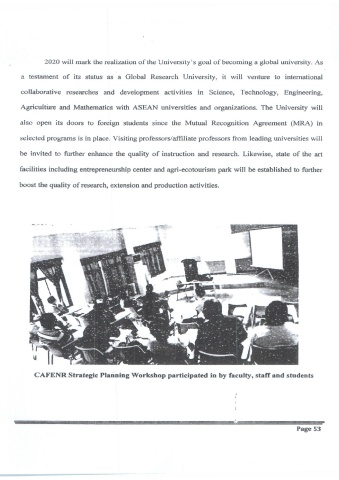 2020 will mark the realization of the University's goal of becoming a global university. As
a testament of its status as a Global Research University, it will venture to international
collaborative researches and development activities in Science, Technology, Engineering,
Agriculture and Mathematics with ASEAN universities and organizations. The University will
also open its doors to foreign students since the Mutual Recognition Agreement (MRA) in
selected programs is in place. Visiting professors/affiliate professors from leading universities will
be invited to further enhance the quality of instruction and research. Likewise, state of the art
facilities including entrepreneurship center and agri-ecotourism park will be established to further
boost the quality of research, extension and production activities.
CAFENR Strategic Planning Workshop participated in by faculty, staff and students
Page 53